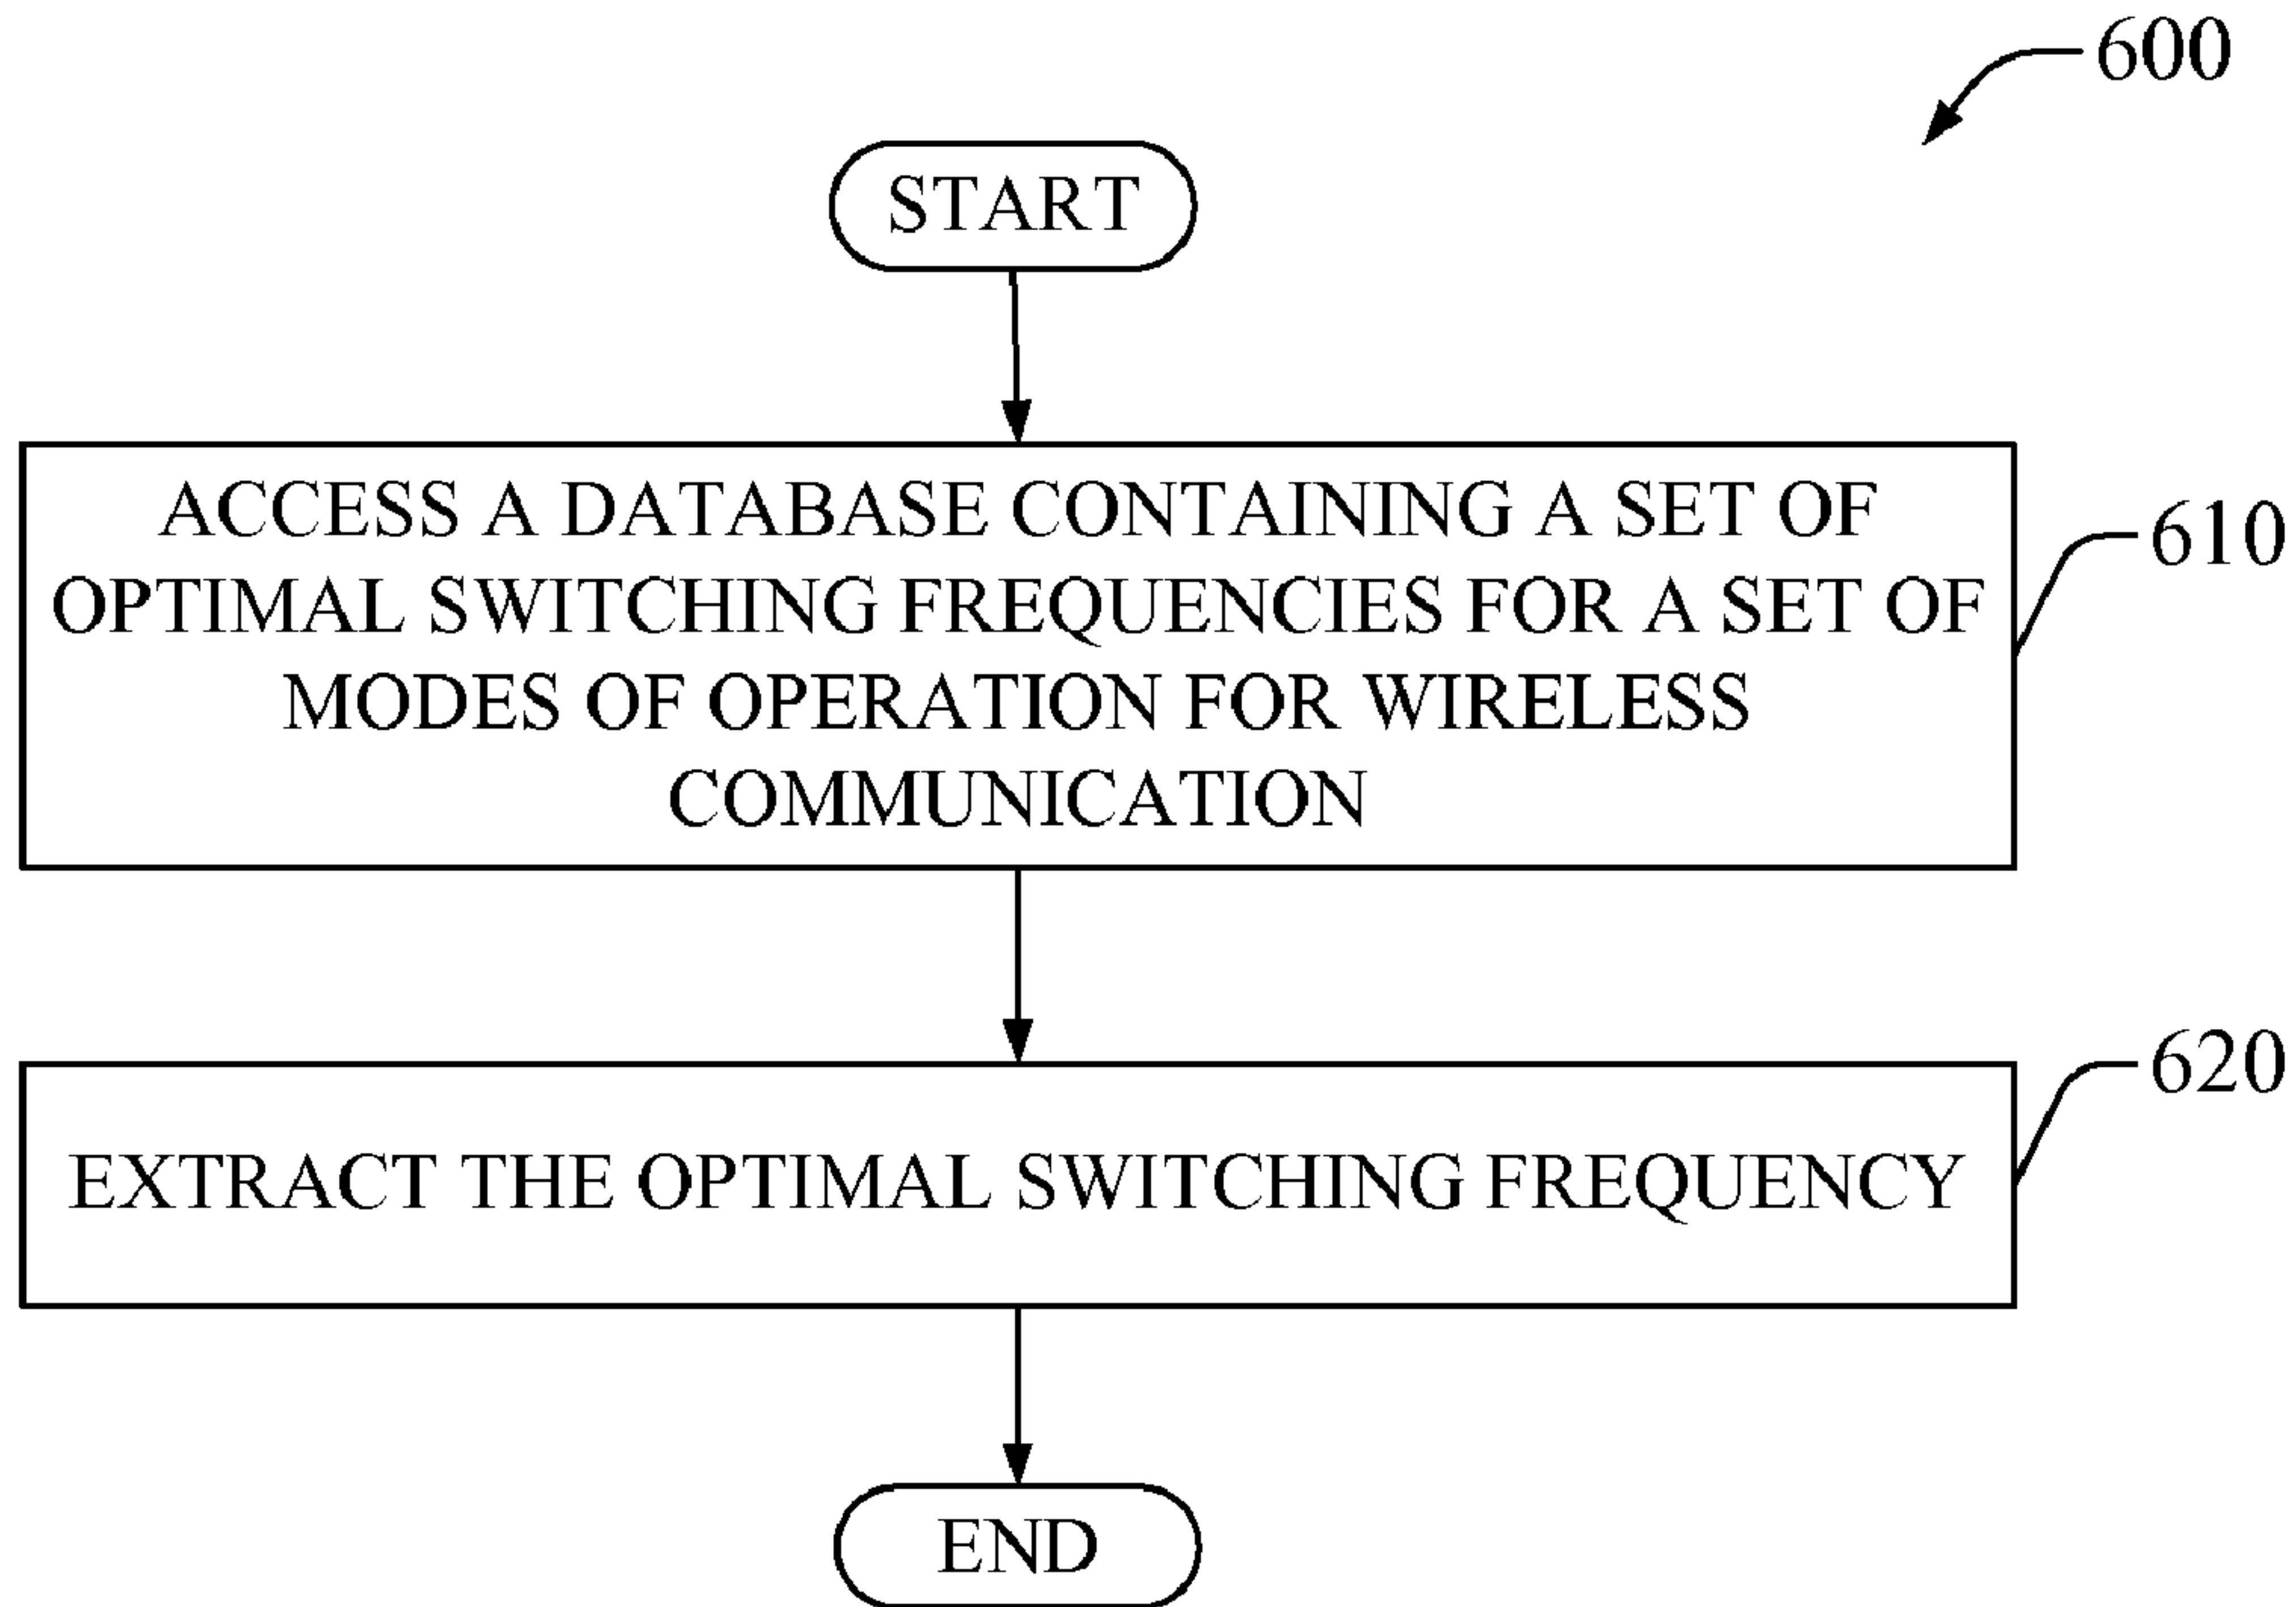 600
START
ACCESS A DATABASE CONTAINING A SET OF
OPTIMAL SWITCHING FREQUENCIES FOR A SET OF
MODES OF OPERATION FOR WIRELESS
COMMUNICATION
610
EXTRACT THE OPTIMAL SWITCHING FREQUENCY
620
END